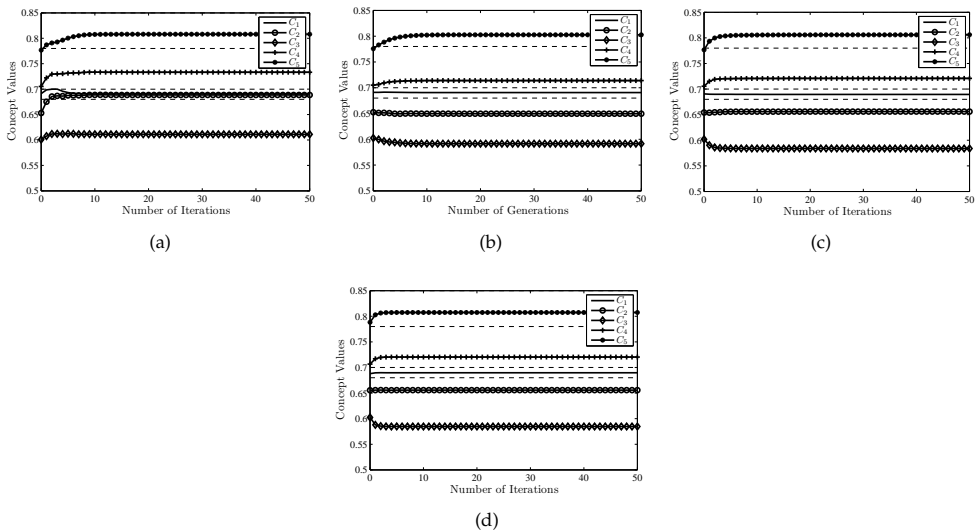 0.85
0.8
0.75
0.7
0.65
0.6
0.55
0.5
Concept Values
0 10 20 30 40 50
Number of Iterations
C1
C2
C3
C4
C5
(a)
0.85
0.8
0.75
0.7
0.65
0.6
0.55
0.5
Concept Values
0 10 20 30 40 50
Number of Generations
C1
C2
C3
C4
C5
(b)
0.85
0.8
0.75
0.7
0.65
0.6
0.55
0.5
Concept Values
0 10 20 30 40 50
Number of Iterations
C1
C2
C3
C4
C5
(c)
0.85
0.8
0.75
0.7
0.65
0.6
0.55
0.5
Concept Values
0 10 20 30 40 50
Number of Iterations
C1
C2
C3
C4
C5
(d)